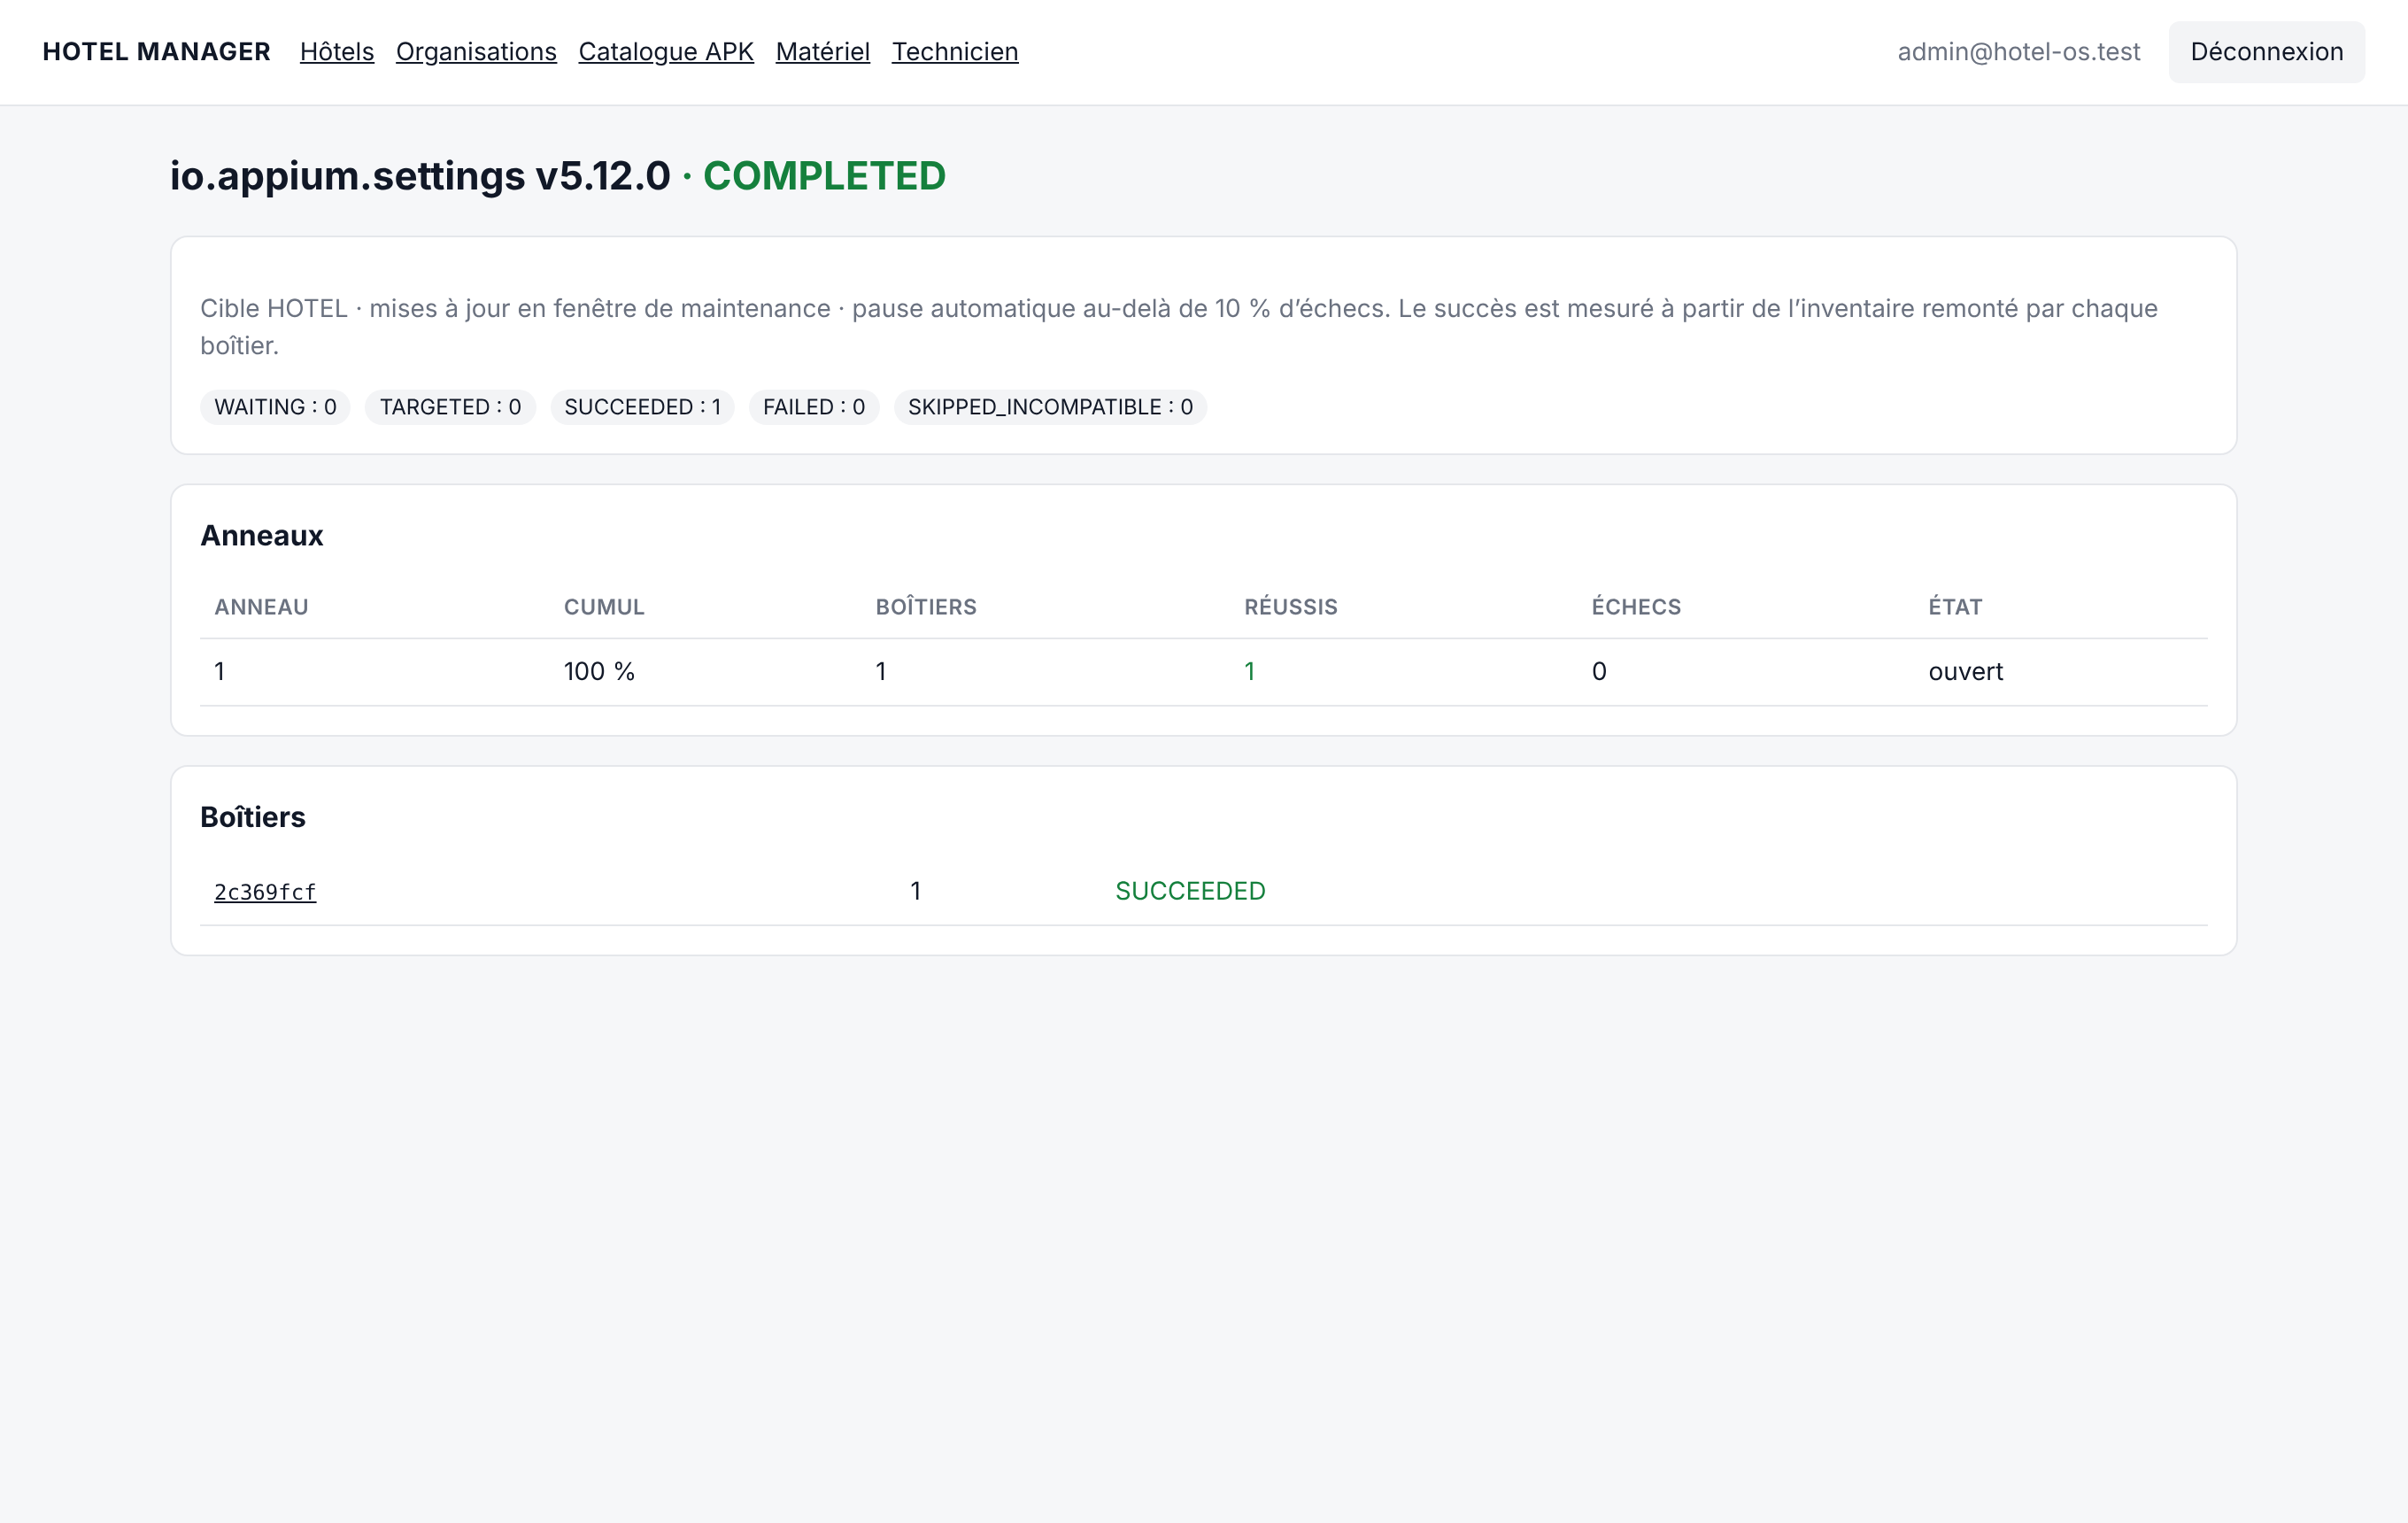 HOTEL MANAGER Hôtels Organisations Catalogue APK Matériel Technicien admin@hotel-os.test Déconnexion
io.appium.settings v5.12.0 · COMPLETED
Cible HOTEL · mises à jour en fenêtre de maintenance · pause automatique au-delà de 10 % d’échecs. Le succès est mesuré à partir de l’inventaire remonté par chaque
boîtier.
WAITING : 0 TARGETED : 0 SUCCEEDED : 1 FAILED : 0 SKIPPED_INCOMPATIBLE : 0
Anneaux
ANNEAU CUMUL BOÎTIERS RÉUSSIS ÉCHECS ÉTAT
1 100 % 1 1 0 ouvert
Boîtiers
2c369fcf 1 SUCCEEDED